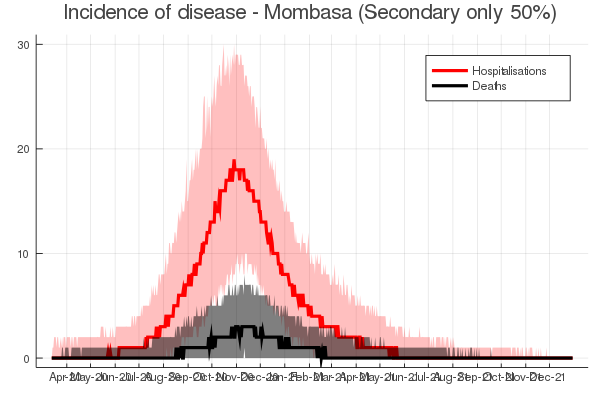 Incidence of disease - Mombasa (Secondary only 50%)
30
Hospitalisations
Deaths
20
10
0
Apr-20 May-20 Jun-20 Jul-20 Aug-20 Sep-20 Oct-20 Nov-20 Dec-20 Jan-21 Feb-21 Mar-21 Apr-21 May-21 Jun-21 Jul-21 Aug-21 Sep-21 Oct-21 Nov-21 Dec-21